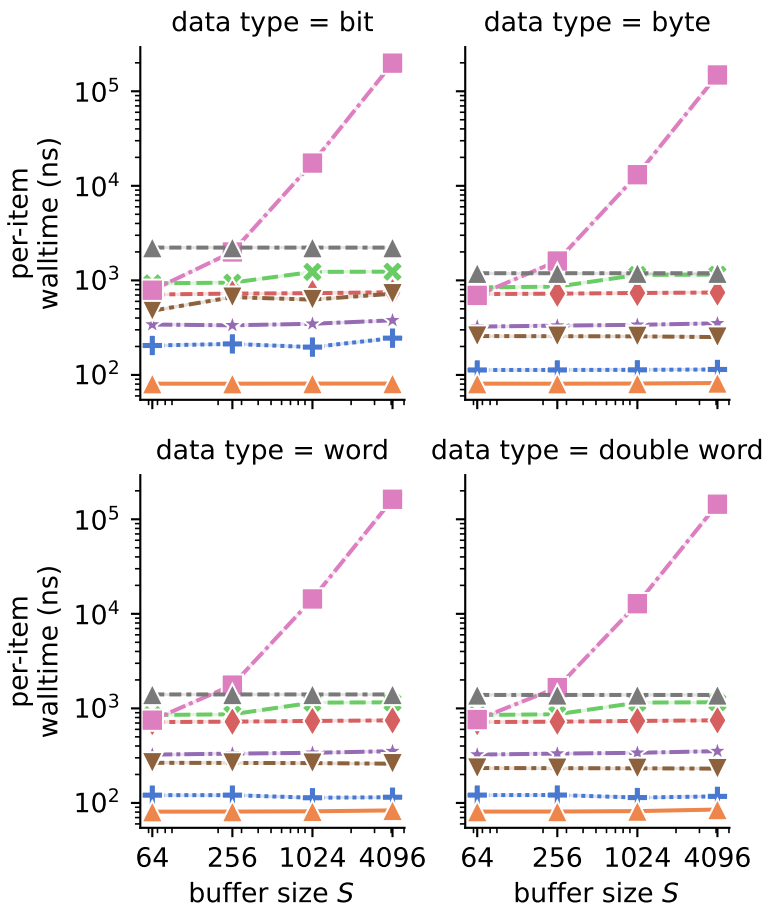 data type = bit
data type = byte
per-item
walltime (ns)
10^5
10^4
10^3
10^2
data type = word
data type = double word
per-item
walltime (ns)
10^5
10^4
10^3
10^2
64 256 1024 4096
64 256 1024 4096
buffer size S
buffer size S